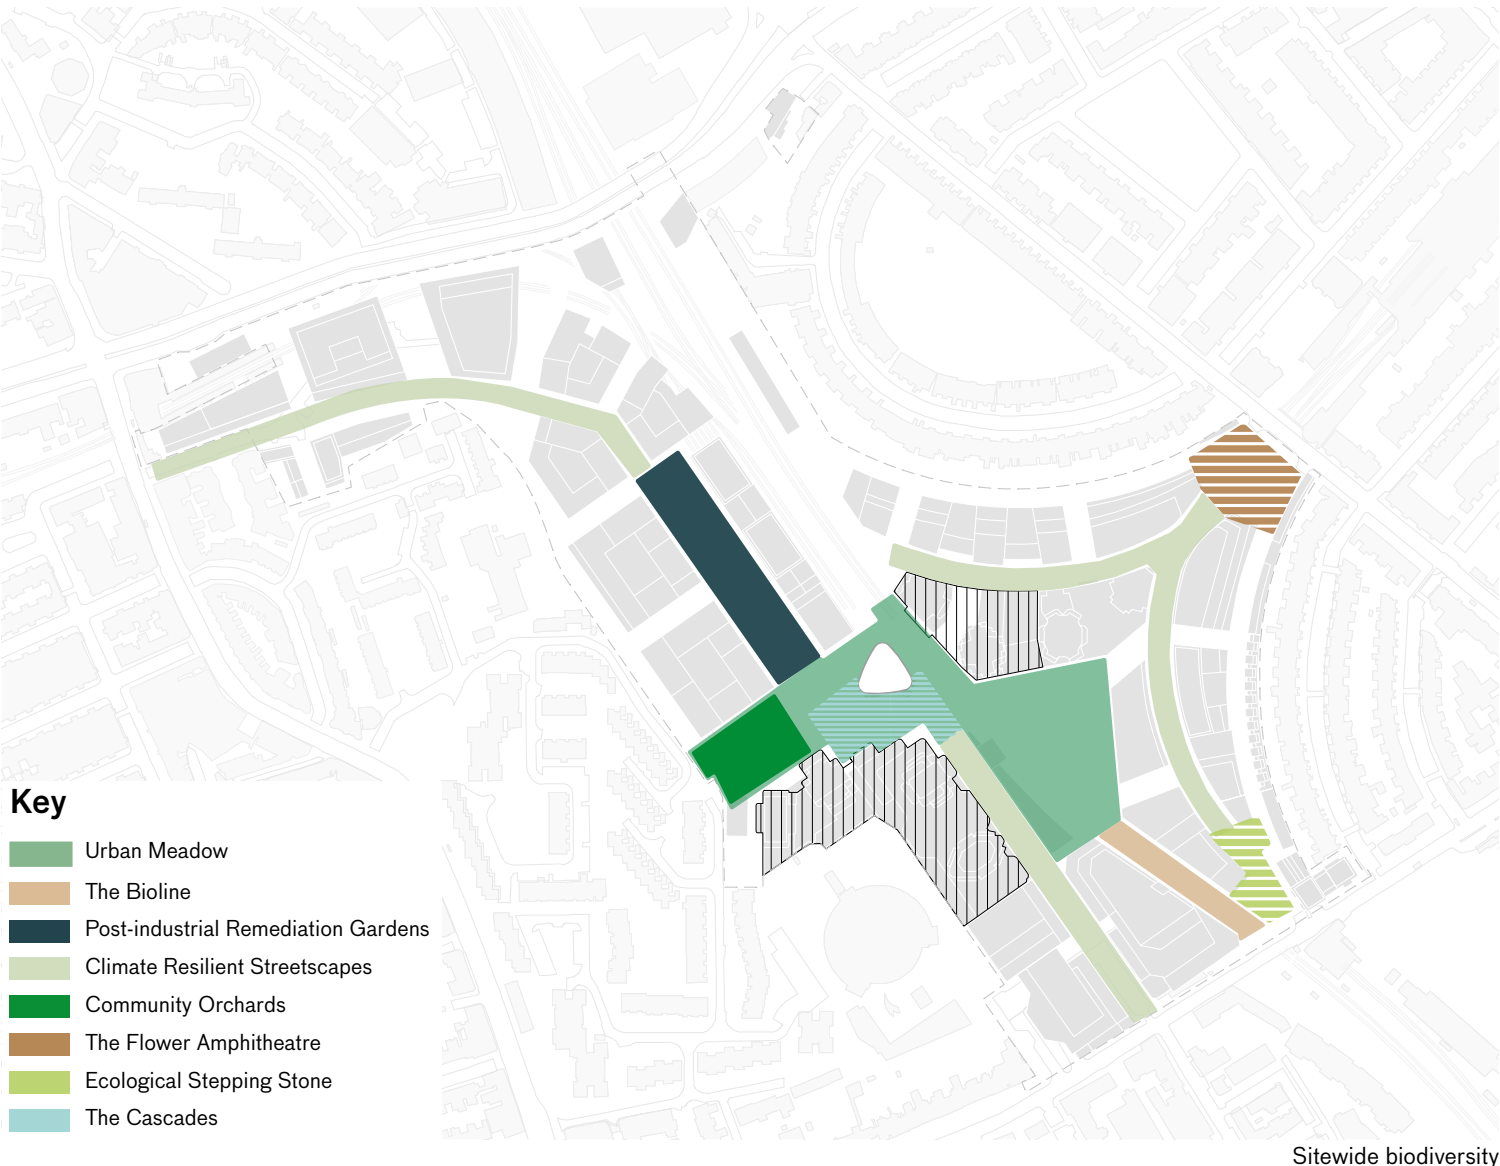 Key
Urban Meadow
The Bioline
Post-industrial Remediation Gardens
Climate Resilient Streetscapes
Community Orchards
The Flower Amphitheatre
Ecological Stepping Stone
The Cascades
Sitewide biodiversity